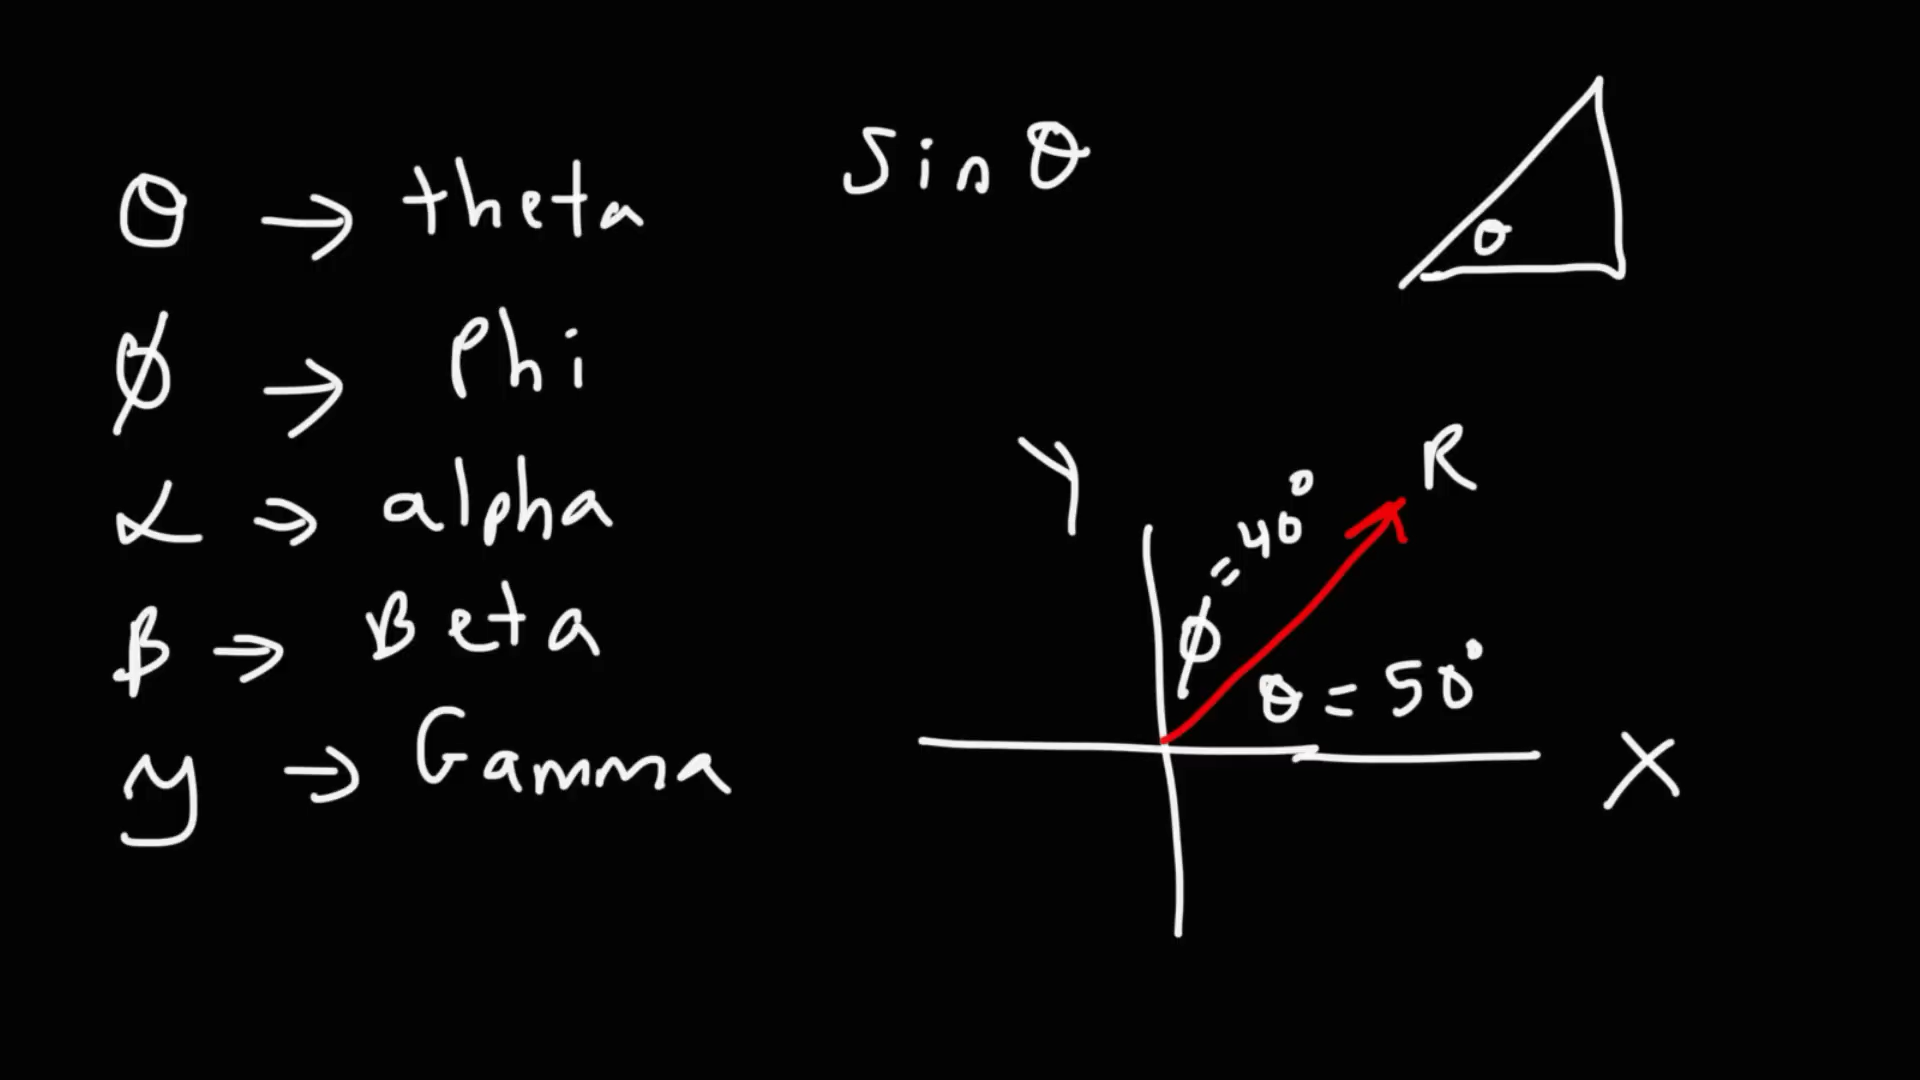 θ → theta
sin θ
θ
ϕ → Phi
α → alpha
β → Beta
γ → Gamma
Y
R
ϕ = 40°
θ = 50°
X